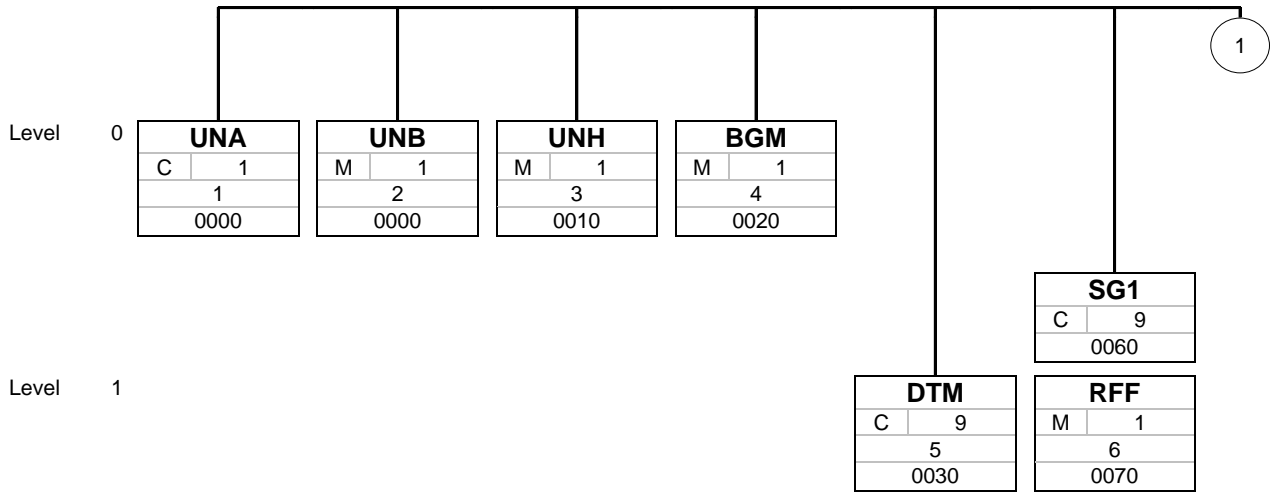 1
Level 0
UNA
C 1
1
0000
UNB
M 1
2
0000
UNH
M 1
3
0010
BGM
M 1
4
0020
SG1
C 9
0060
Level 1
DTM
C 9
5
0030
RFF
M 1
6
0070